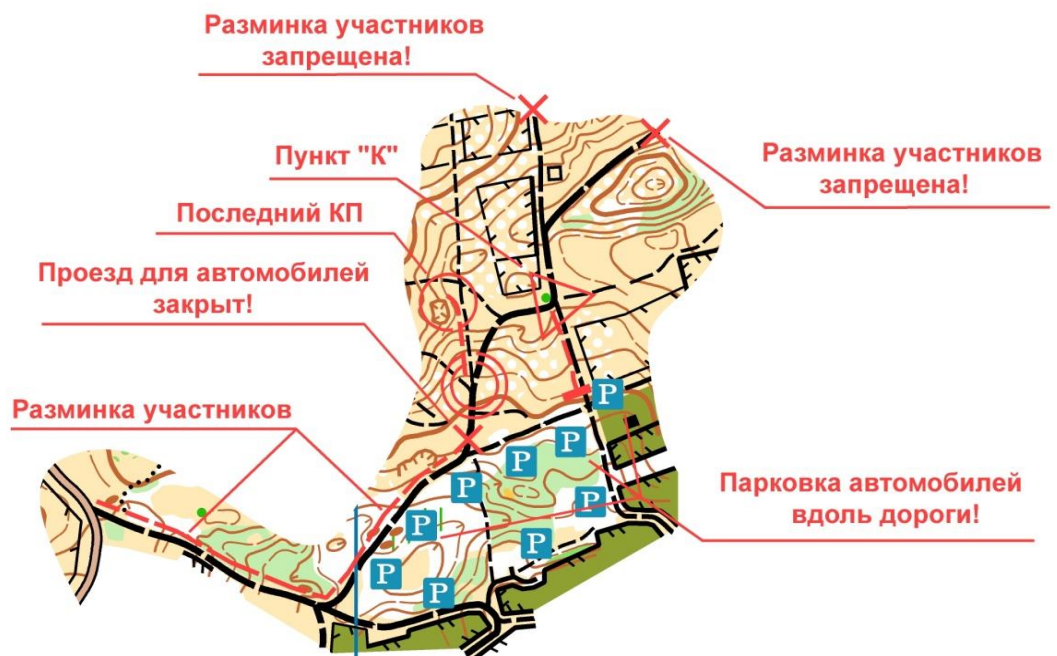 Разминка участников
запрещена!
Пункт "К"
Разминка участников
запрещена!
Последний КП
Проезд для автомобилей
закрыт!
Разминка участников
P
P
P
P
P
P
P
P
P
Парковка автомобилей
вдоль дороги!